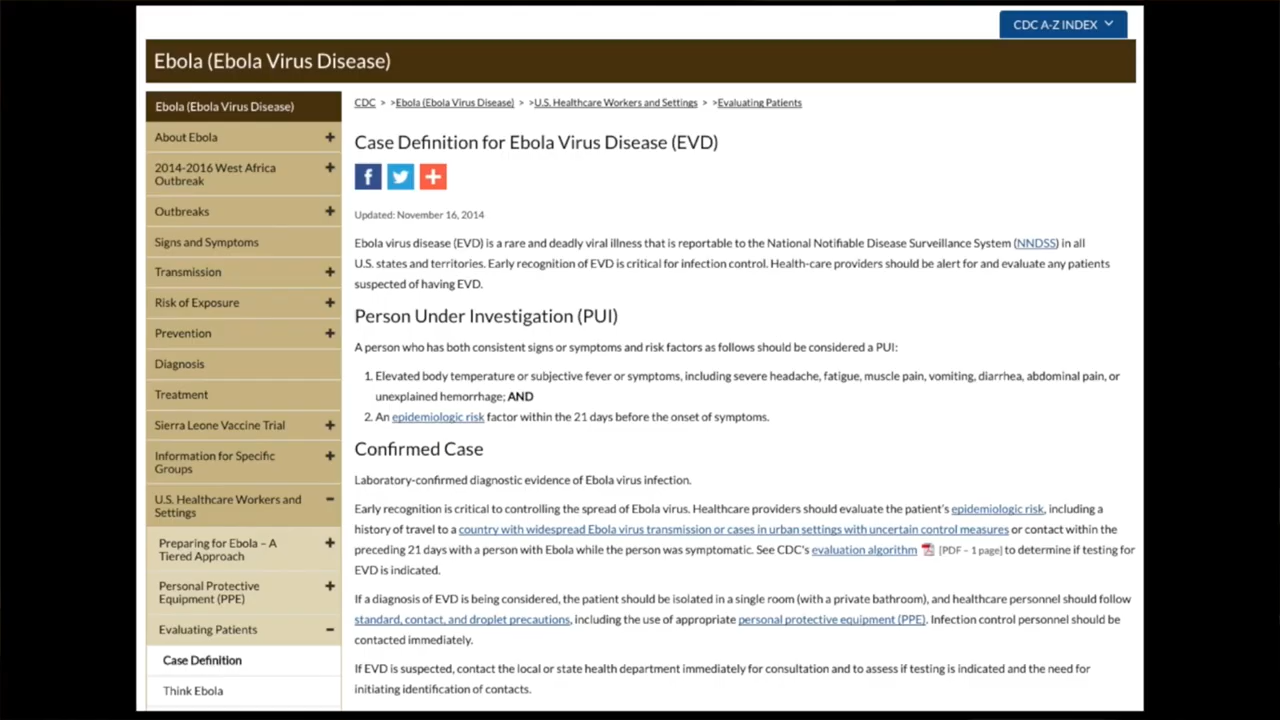 CDC A-Z INDEX
Ebola (Ebola Virus Disease)
Ebola (Ebola Virus Disease)
About Ebola
2014-2016 West Africa
Outbreak
Outbreaks
Signs and Symptoms
Transmission
Risk of Exposure
Prevention
Diagnosis
Treatment
Sierra Leone Vaccine Trial
Information for Specific
Groups
U.S. Healthcare Workers and
Settings
Preparing for Ebola – A
Tiered Approach
Personal Protective
Equipment (PPE)
Evaluating Patients
Case Definition
Think Ebola
CDC > >Ebola (Ebola Virus Disease) > >U.S. Healthcare Workers and Settings > >Evaluating Patients
Case Definition for Ebola Virus Disease (EVD)
Updated: November 16, 2014
Ebola virus disease (EVD) is a rare and deadly viral illness that is reportable to the National Notifiable Disease Surveillance System (NNDSS) in all
U.S. states and territories. Early recognition of EVD is critical for infection control. Health-care providers should be alert for and evaluate any patients
suspected of having EVD.
Person Under Investigation (PUI)
A person who has both consistent signs or symptoms and risk factors as follows should be considered a PUI:
1. Elevated body temperature or subjective fever or symptoms, including severe headache, fatigue, muscle pain, vomiting, diarrhea, abdominal pain, or
unexplained hemorrhage; AND
2. An epidemiologic risk factor within the 21 days before the onset of symptoms.
Confirmed Case
Laboratory-confirmed diagnostic evidence of Ebola virus infection.
Early recognition is critical to controlling the spread of Ebola virus. Healthcare providers should evaluate the patient's epidemiologic risk, including a
history of travel to a country with widespread Ebola virus transmission or cases in urban settings with uncertain control measures or contact within the
preceding 21 days with a person with Ebola while the person was symptomatic. See CDC's evaluation algorithm [PDF – 1 page] to determine if testing for
EVD is indicated.
If a diagnosis of EVD is being considered, the patient should be isolated in a single room (with a private bathroom), and healthcare personnel should follow
standard, contact, and droplet precautions, including the use of appropriate personal protective equipment (PPE). Infection control personnel should be
contacted immediately.
If EVD is suspected, contact the local or state health department immediately for consultation and to assess if testing is indicated and the need for
initiating identification of contacts.